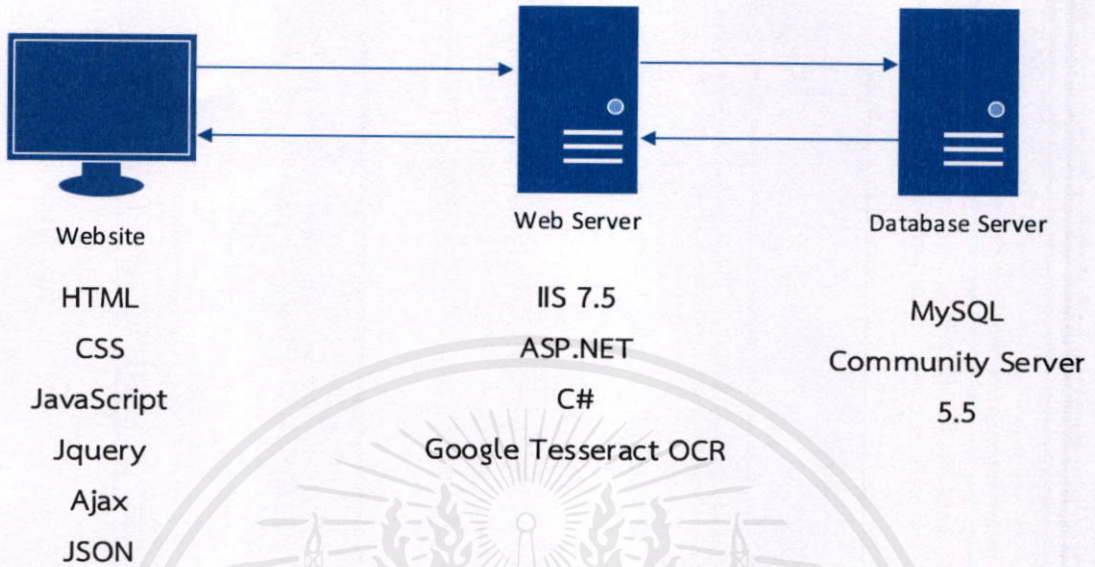 Website
HTML
CSS
JavaScript
Jquery
Ajax
JSON
Web Server
IIS 7.5
ASP.NET
C#
Google Tesseract OCR
Database Server
MySQL
Community Server
5.5